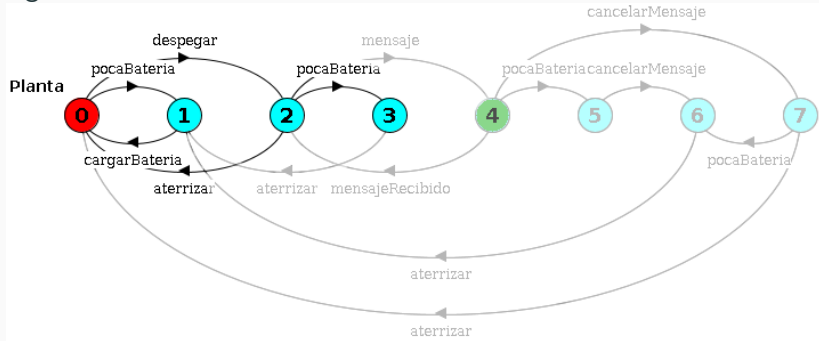 cancelarMensaje
despegar
mensaje
pocaBateria
pocaBateria
pocaBateria
cancelarMensaje
Planta
0
1
2
3
4
5
6
7
cargarBateria
pocaBateria
aterrizar
aterrizar
mensajeRecibido
aterrizar
aterrizar